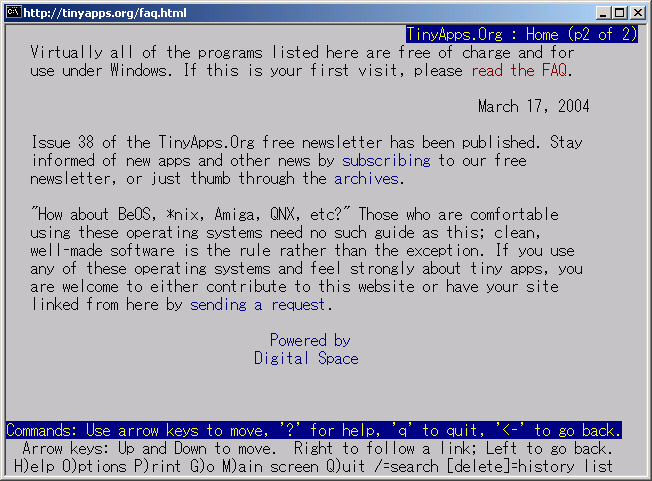 http://tinyapps.org/faq.html
TinyApps.Org : Home (p2 of 2)
Virtually all of the programs listed here are free of charge and for
use under Windows. If this is your first visit, please read the FAQ.
March 17, 2004
Issue 38 of the TinyApps.Org free newsletter has been published. Stay
informed of new apps and other news by subscribing to our free
newsletter, or just thumb through the archives.
"How about BeOS, *nix, Amiga, QNX, etc?" Those who are comfortable
using these operating systems need no such guide as this; clean,
well-made software is the rule rather than the exception. If you use
any of these operating systems and feel strongly about tiny apps, you
are welcome to either contribute to this website or have your site
linked from here by sending a request.
Powered by
Digital Space
Commands: Use arrow keys to move, '?' for help, 'q' to quit, '<-' to go back.
Arrow keys: Up and Down to move.  Right to follow a link; Left to go back.
H)elp O)ptions P)rint G)o M)ain screen Q)uit /=search [delete]=history list